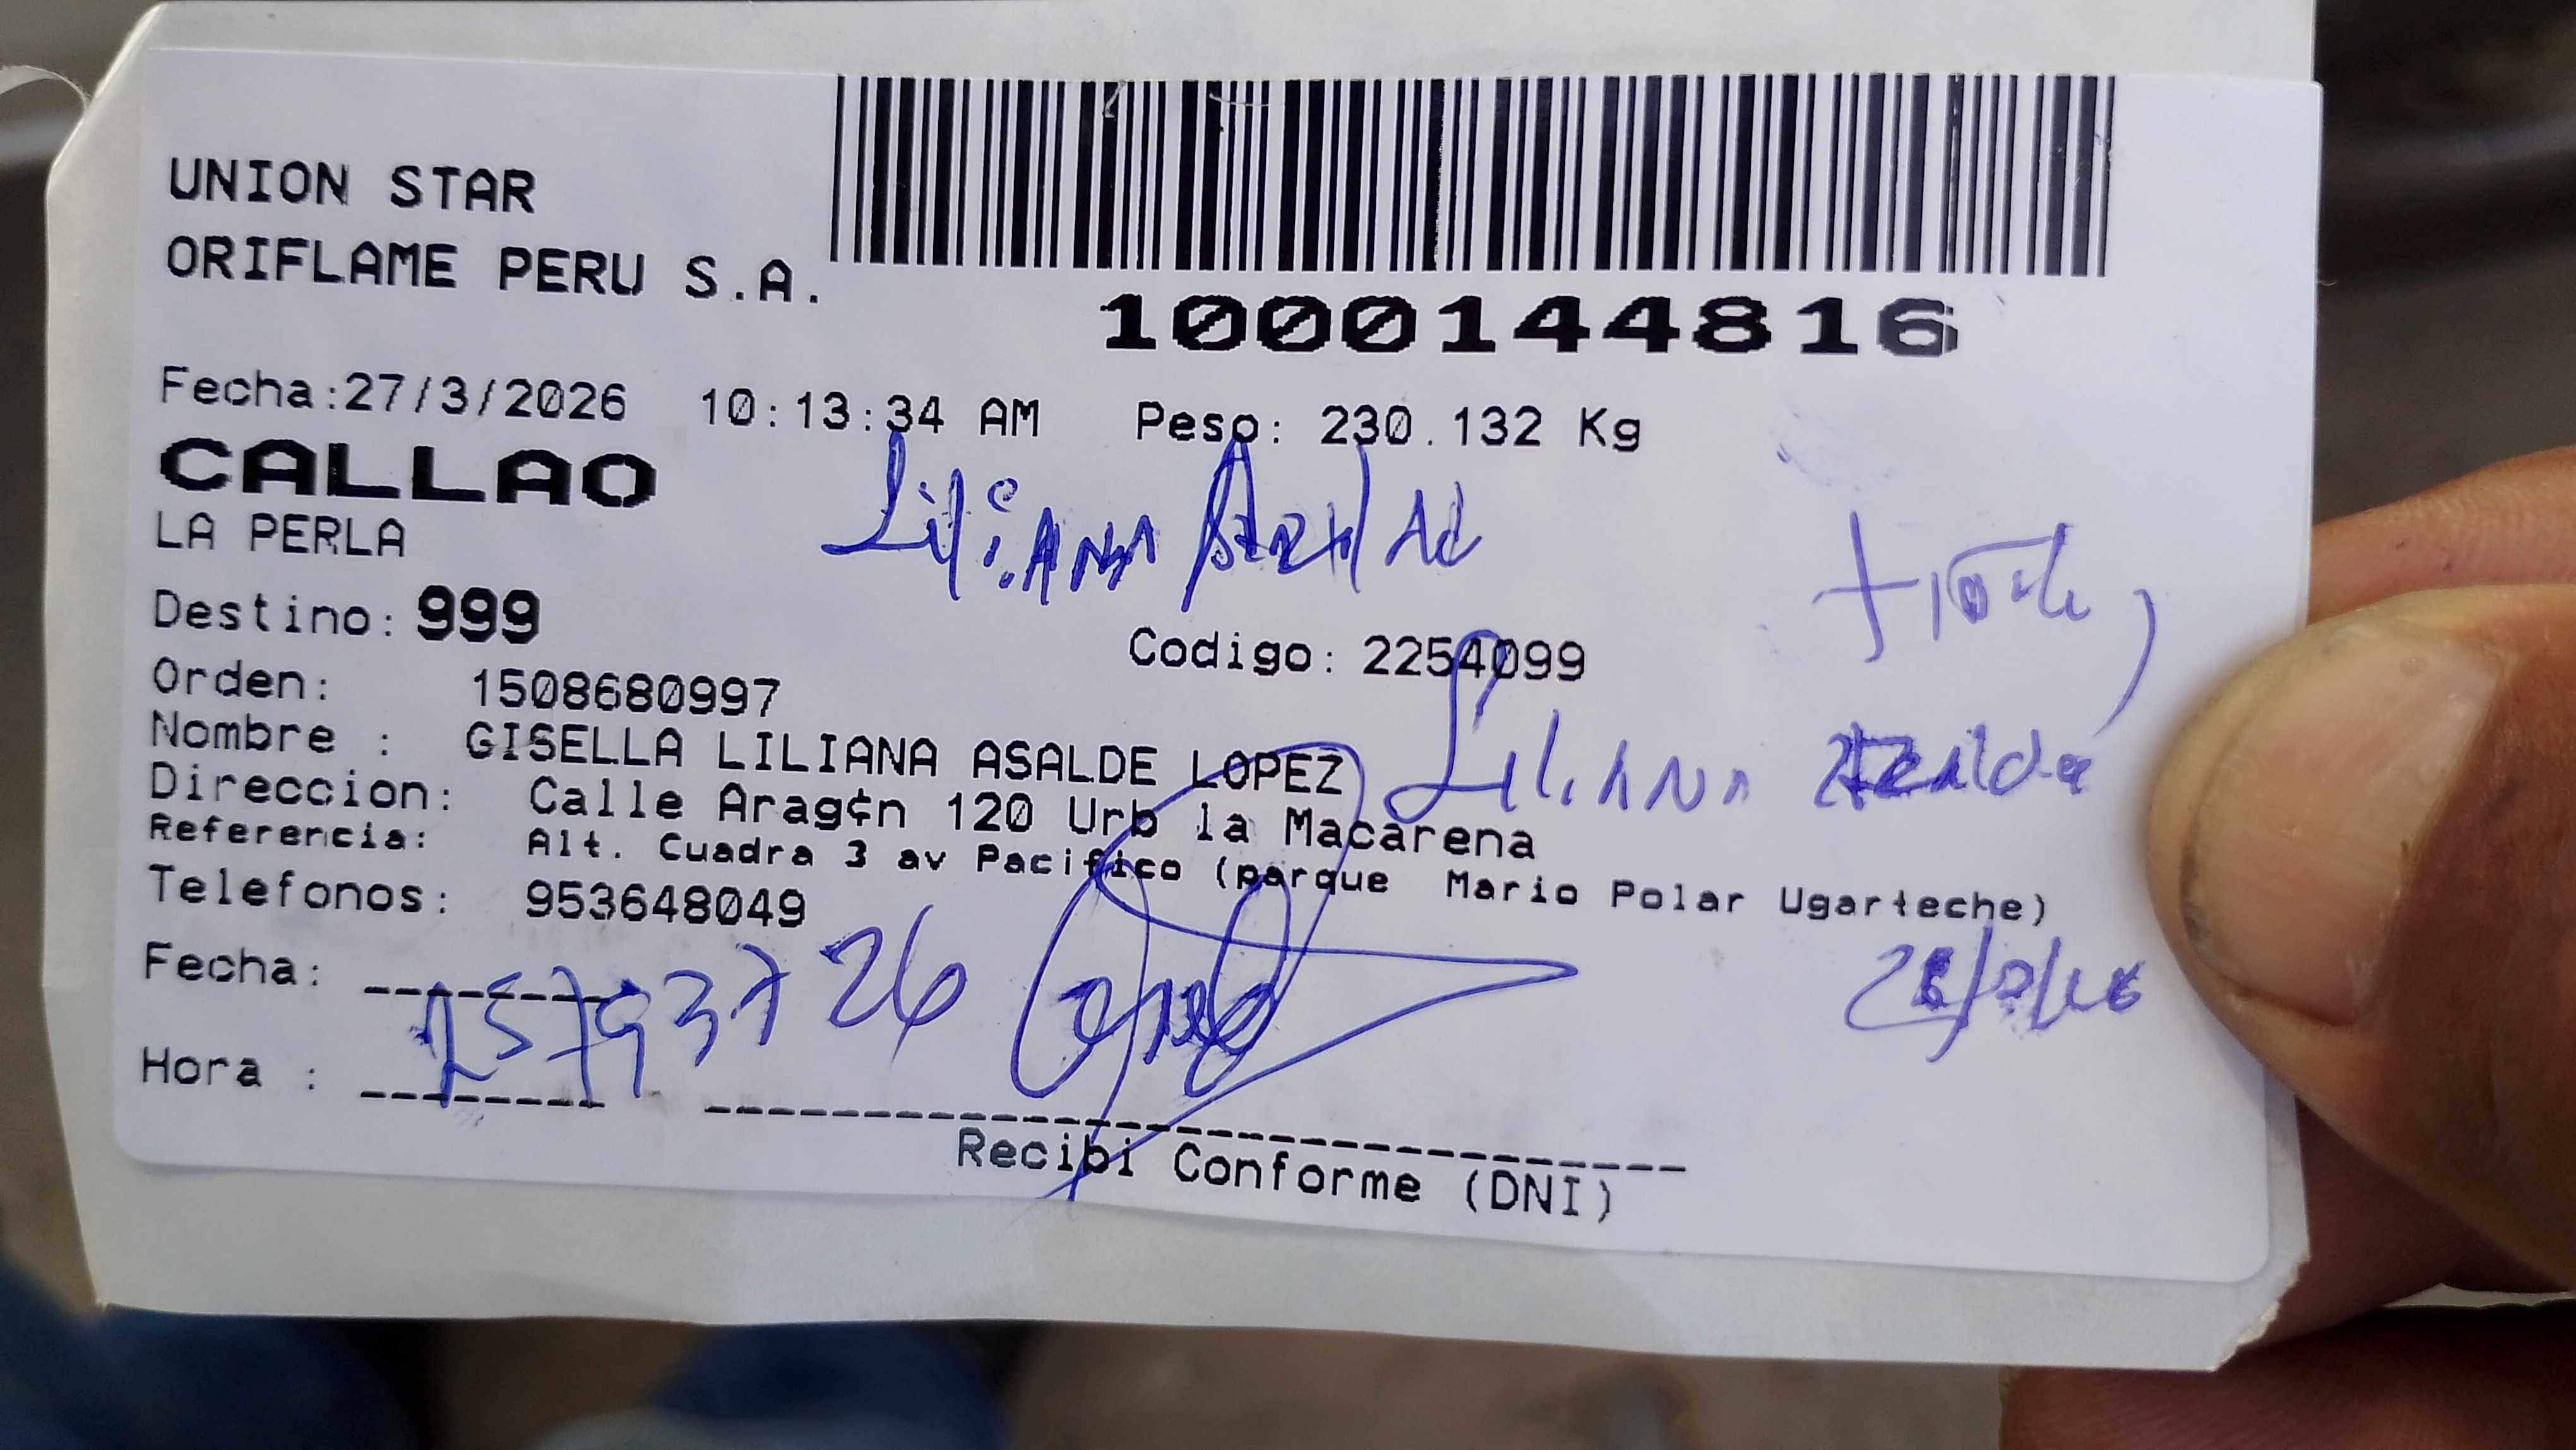 UNION STAR
ORIFLAME PERU S.A.
1000144816
Fecha:27/3/2026 10:13:34 AM Peso: 230.132 Kg
CALLAO
Liliana
LA PERLA
Destino: 999
Codigo: 2254099
Orden: 1508680997
Nombre : GISELLA LILIANA ASALDE LOPEZ
Liliana
Direccion: Calle Arag¢n 120 Urb la Macarena
Referencia: Alt. Cuadra 3 av Pacifico (parque Mario Polar Ugarteche)
Telefonos: 953648049
Fecha:
26
Hora :
Recibi Conforme (DNI)